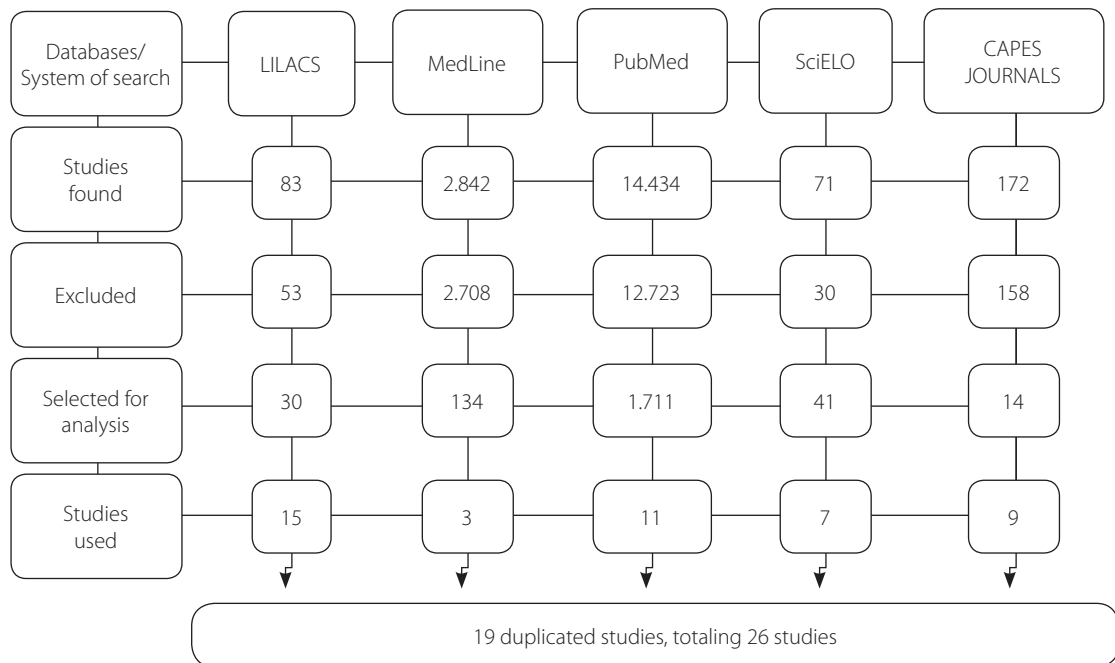 Databases/
System of search
LILACS
MedLine
PubMed
SciELO
CAPES
JOURNALS
Studies
found
83
2.842
14.434
71
172
Excluded
53
2.708
12.723
30
158
Selected for
analysis
30
134
1.711
41
14
Studies
used
15
3
11
7
9
19 duplicated studies, totaling 26 studies